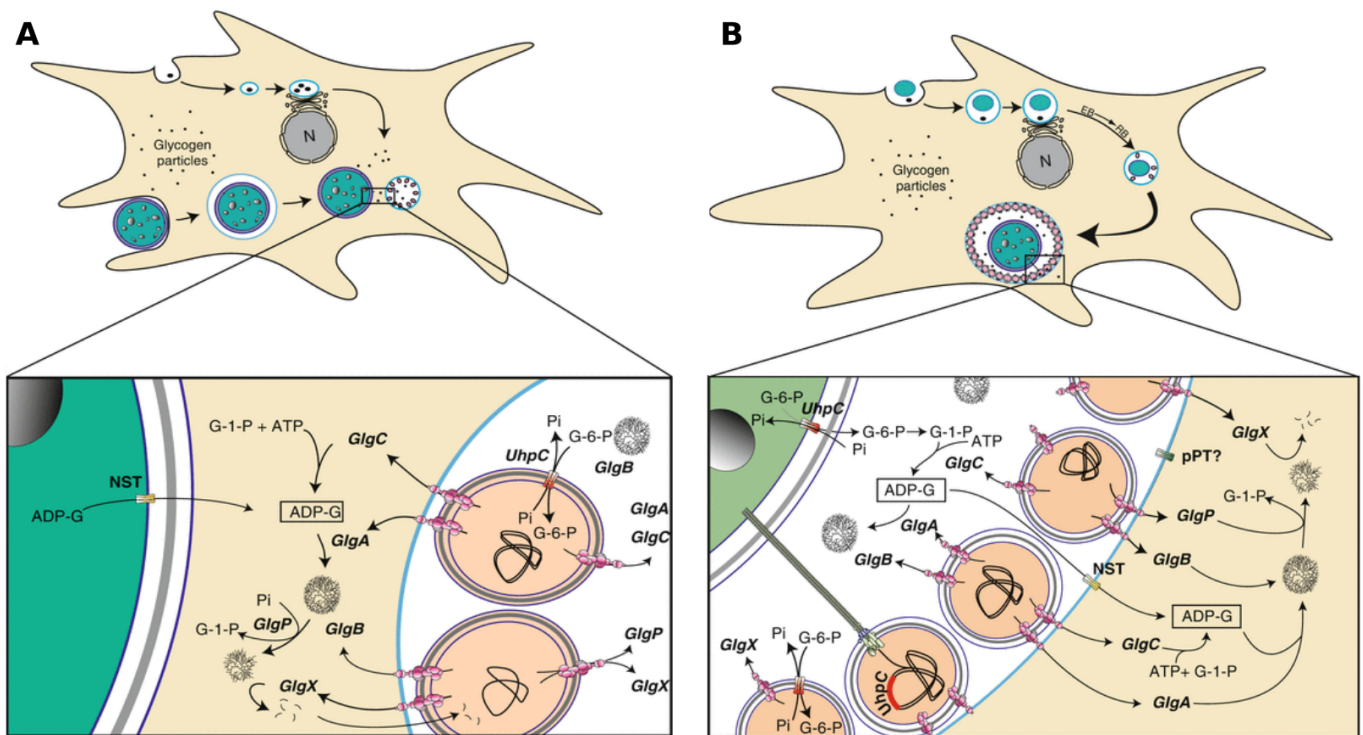 A
Glycogen
particles
N
NST
ADP-G
G-1-P + ATP
GlgC
ADP-G
GlgA
Pi
GlgP
G-1-P
GlgB
GlgX
Pi
G-6-P
UhpC
GlgB
Pi
G-6-P
GlgA
GlgC
GlgP
GlgX
B
EB
RB
Glycogen
particles
N
G-6-P
UhpC
Pi
Pi
G-6-P
G-1-P
ATP
GlgC
ADP-G
GlgA
GlgB
GlgX
Pi
G-6-P
Pi
G-6-P
UhpC
GlgX
pPT?
G-1-P
GlgP
GlgB
NST
ADP-G
GlgC
ATP+ G-1-P
GlgA